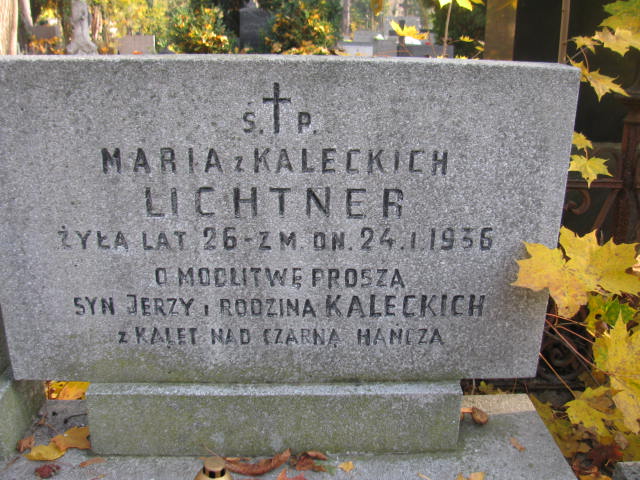 Ś. P.
MARIA z KALECKICH
LICHTNER
ŻYŁA LAT 26 - ZM. DN. 24.I.1936
O MODLITWĘ PROSZĄ
SYN JERZY i RODZINA KALECKICH
z KALET NAD CZARNĄ HAŃCZĄ